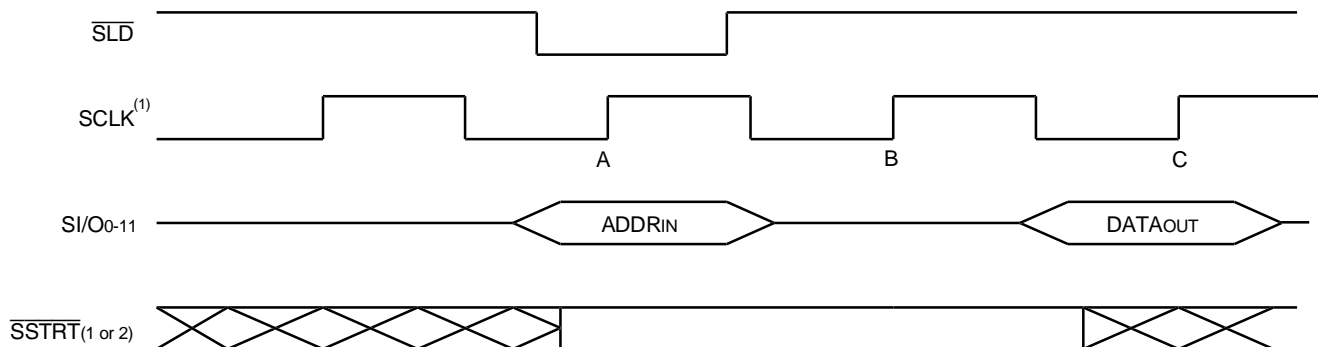 SLD
SCLK(1)
A B C
SI/O0-11 ADDRIN DATAOUT
SSTRT(1 or 2)